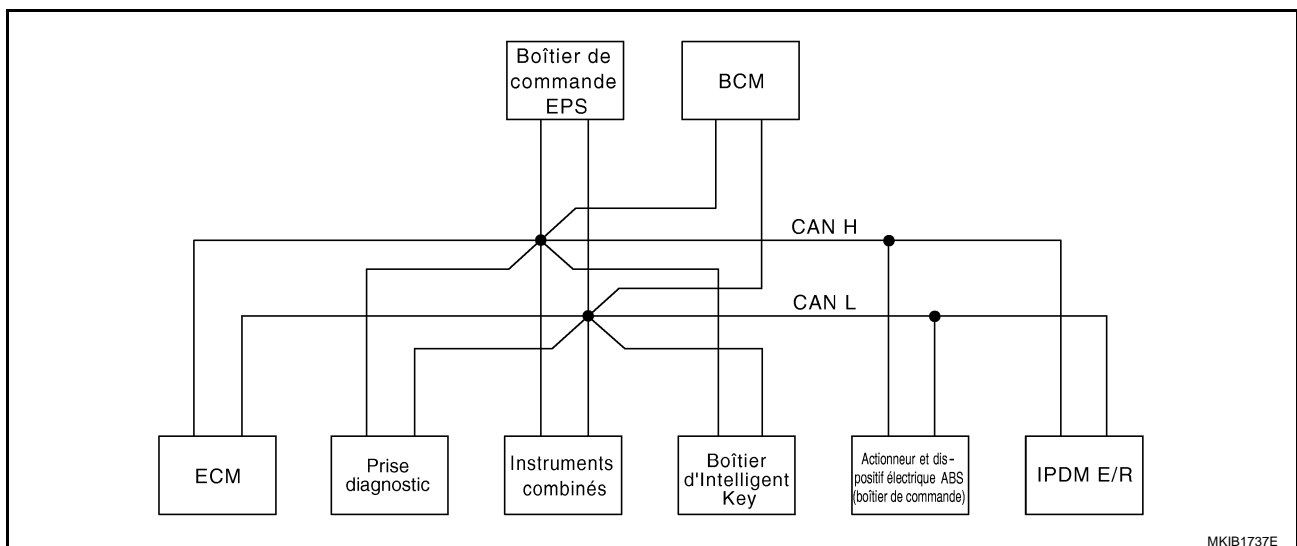 Boîtier de
commande
EPS
BCM
CAN H
CAN L
ECM
Prise
diagnostic
Instruments
combinés
Boîtier
d'Intelligent
Key
Actionneur et dis-
positif électrique ABS
(boîtier de commande)
IPDM E/R
MKIB1737E